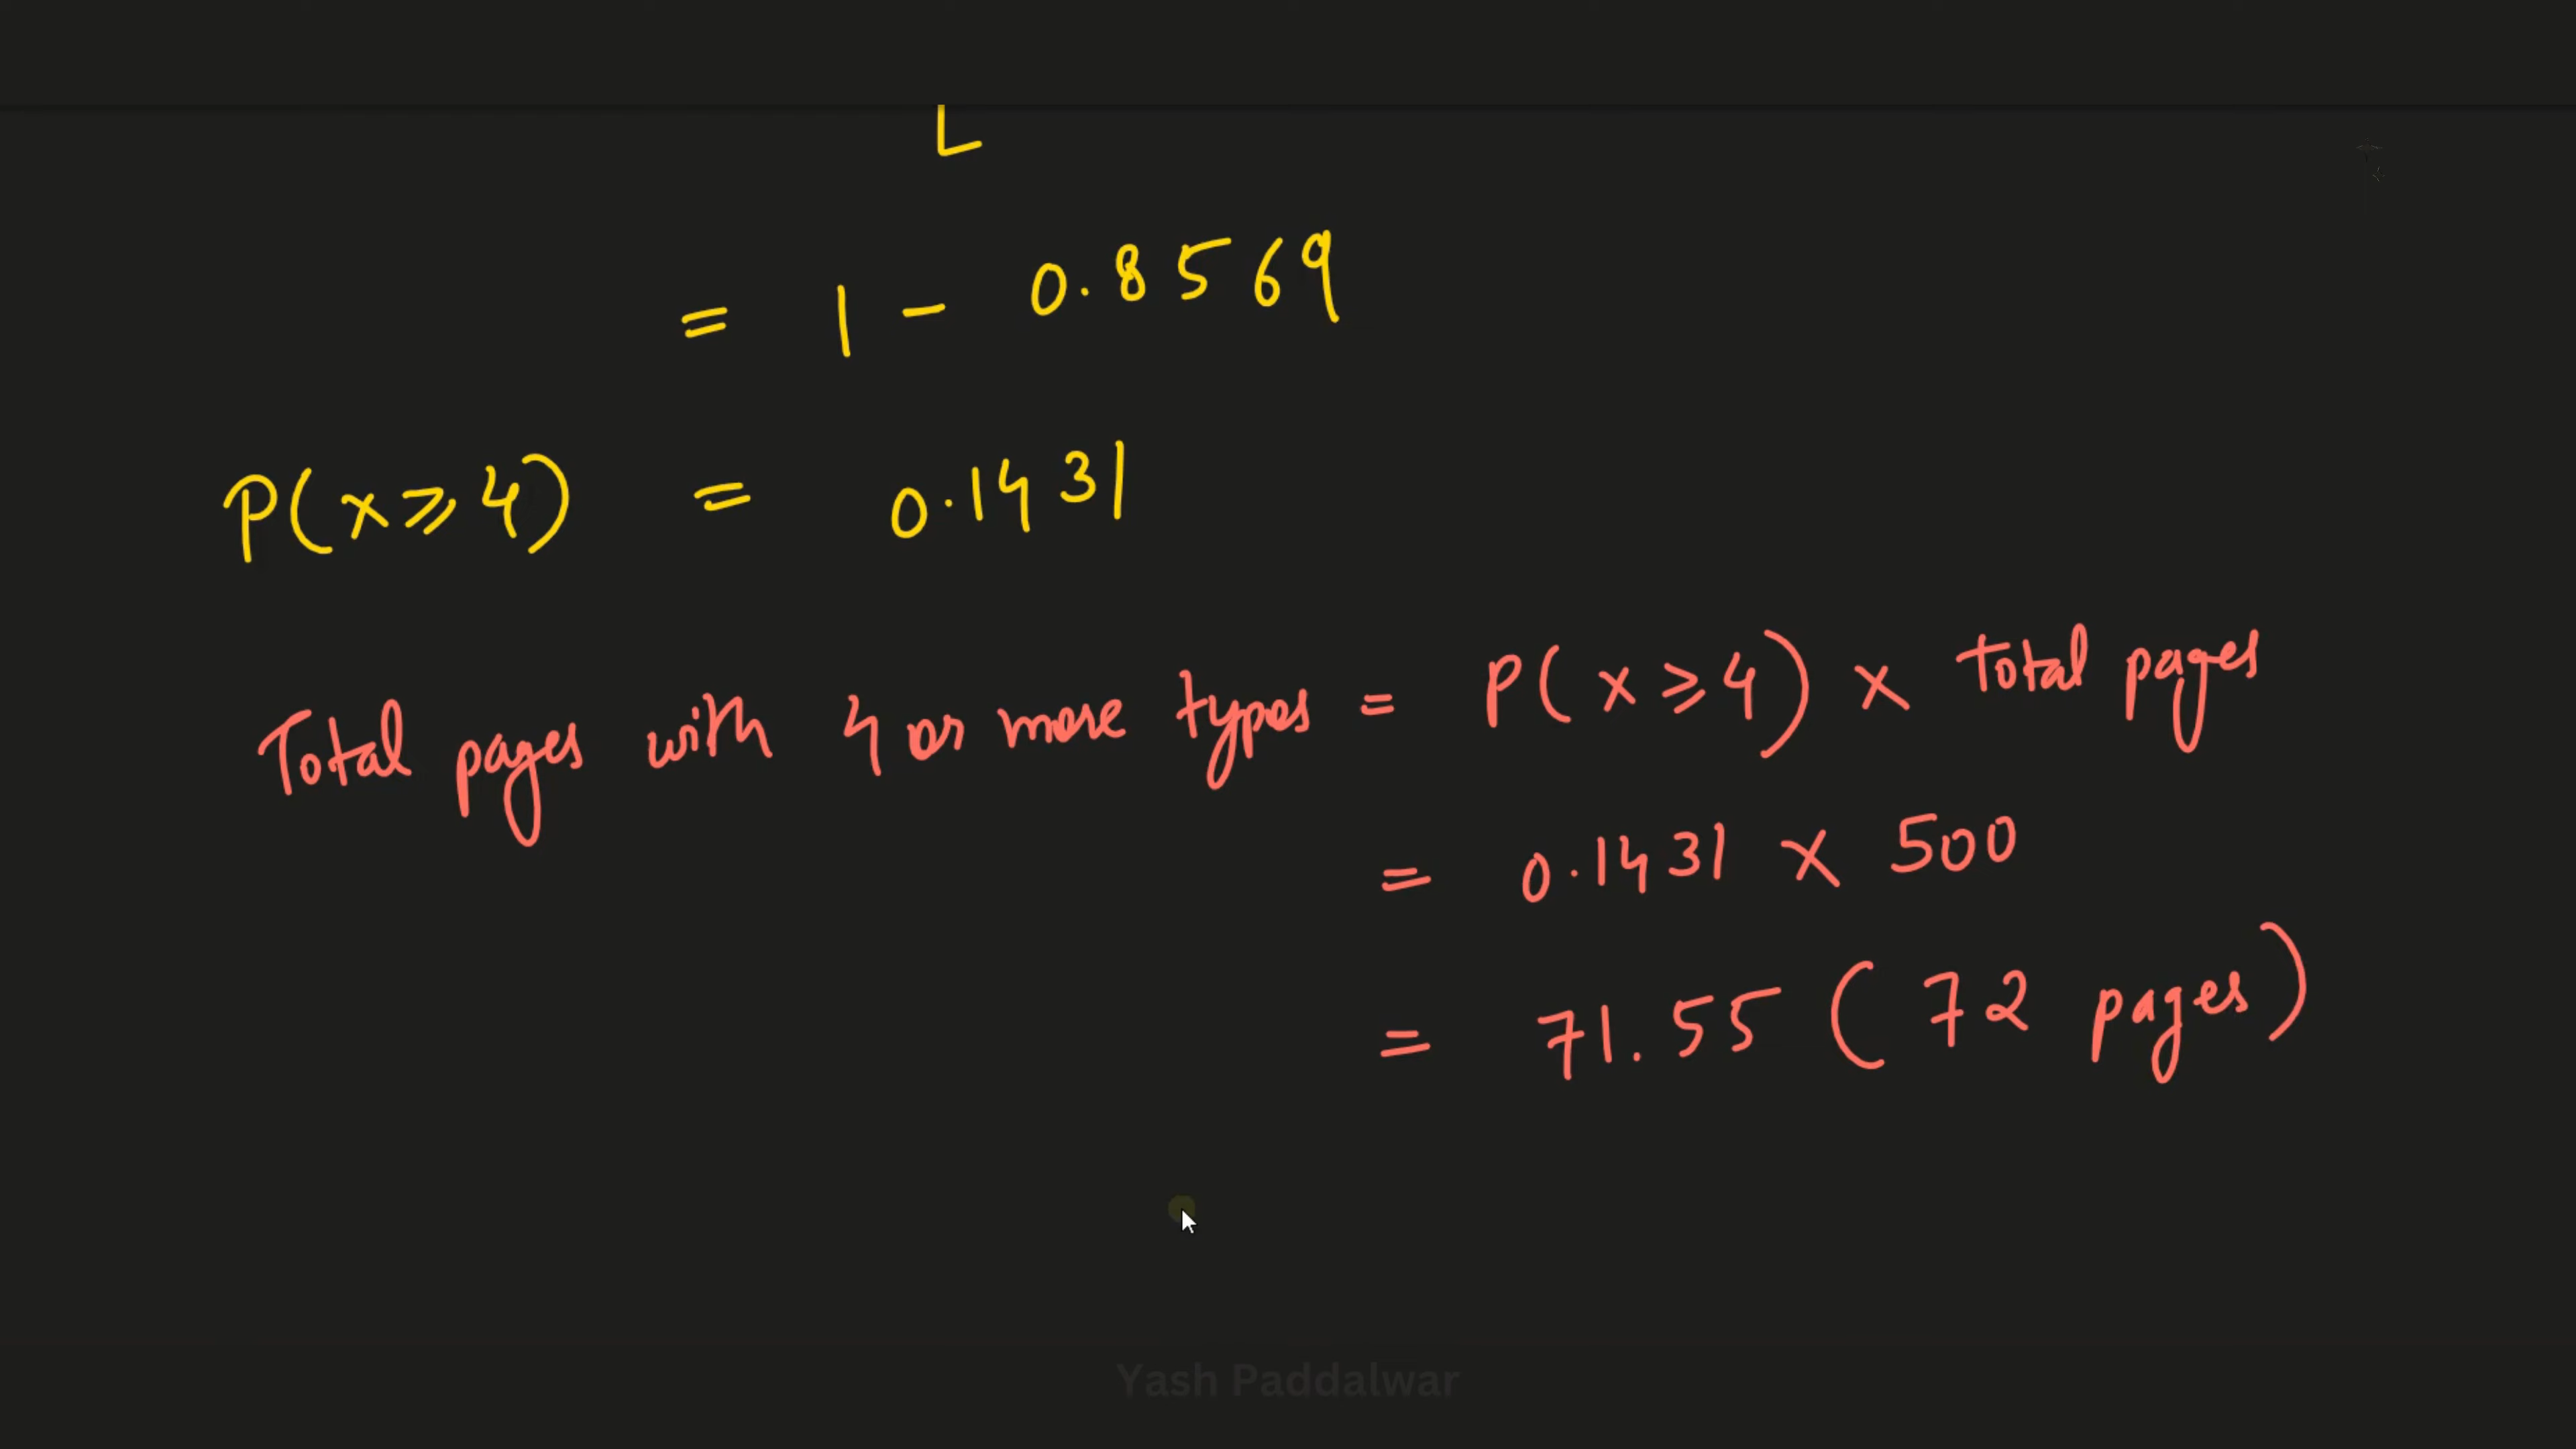 = 1 - 0.8569
P(x ⩾ 4) = 0.1431
Total pages with 4 or more types = P(x ⩾ 4) × Total pages
= 0.1431 × 500
= 71.55 (72 pages)
Yash Paddalwar